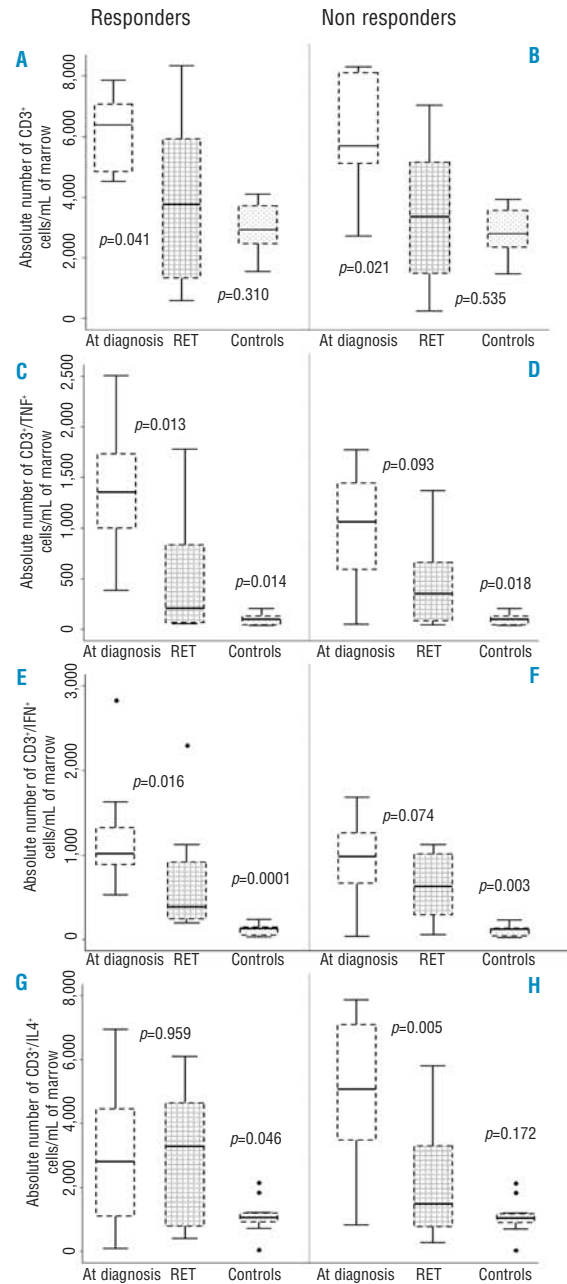 Responders
Non responders
A
B
Absolute number of CD3+
cells/mL of marrow
8,000
6,000
4,000
2,000
0
p=0.041
p=0.310
p=0.021
p=0.535
At diagnosis RET Controls
At diagnosis RET Controls
C
D
Absolute number of CD3+/TNF+
cells/mL of marrow
2,500
2,000
1,500
1,000
500
0
p=0.013
p=0.014
p=0.093
p=0.018
At diagnosis RET Controls
At diagnosis RET Controls
E
F
Absolute number of CD3+/IFN+
cells/mL of marrow
3,000
2,000
1,000
0
p=0.016
p=0.0001
p=0.074
p=0.003
At diagnosis RET Controls
At diagnosis RET Controls
G
H
Absolute number of CD3+/IL4+
cells/mL of marrow
8,000
6,000
4,000
2,000
0
p=0.959
p=0.046
p=0.005
p=0.172
At diagnosis RET Controls
At diagnosis RET Controls